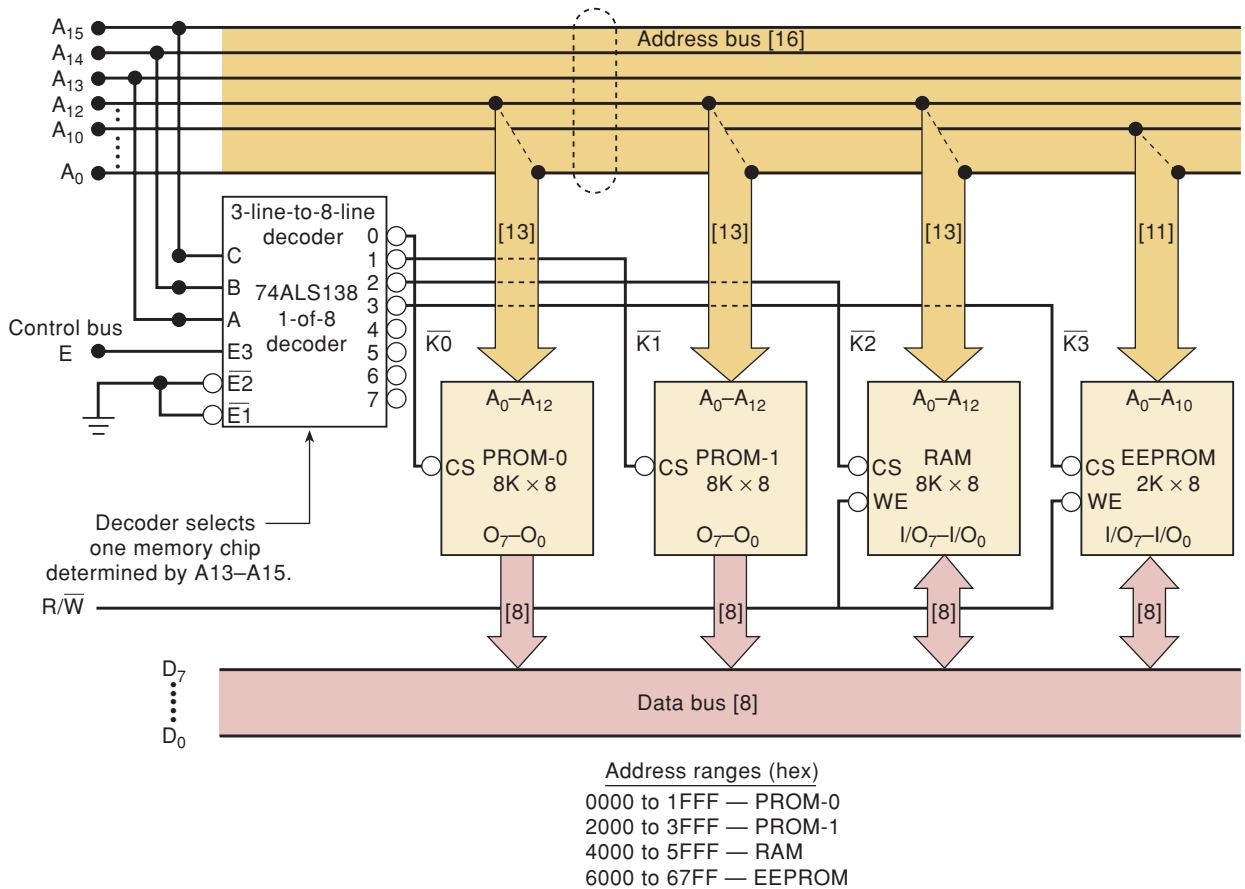 A15
Address bus [16]
A14
A13
A12
A10
A0
3-line-to-8-line
decoder
74ALS138
1-of-8
decoder
C
B
A
E3
E2
E1
0
1
2
3
4
5
6
7
Control bus
E
[13]
[13]
[13]
[11]
K0
K1
K2
K3
A0–A12
CS
PROM-0
8K × 8
O7–O0
A0–A12
CS
PROM-1
8K × 8
O7–O0
A0–A12
CS
RAM
8K × 8
WE
I/O7–I/O0
A0–A10
CS
EEPROM
2K × 8
WE
I/O7–I/O0
Decoder selects
one memory chip
determined by A13–A15.
R/W̅
[8]
[8]
[8]
[8]
D7
Data bus [8]
D0
Address ranges (hex)
0000 to 1FFF — PROM-0
2000 to 3FFF — PROM-1
4000 to 5FFF — RAM
6000 to 67FF — EEPROM